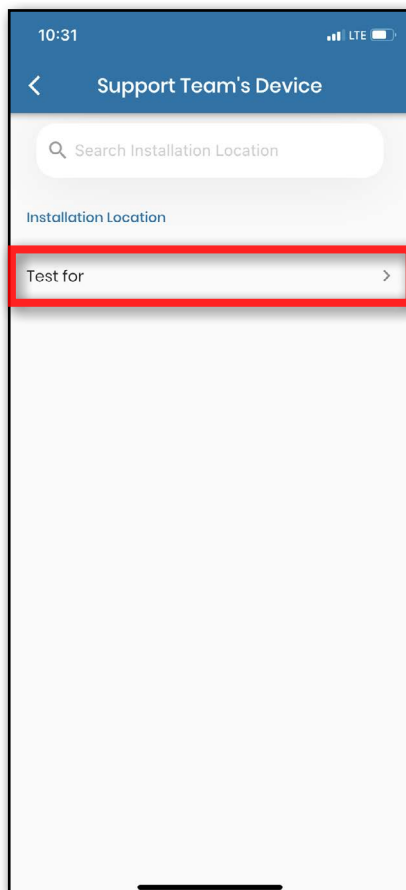 10:31
LTE
Support Team's Device
Search Installation Location
Installation Location
Test for